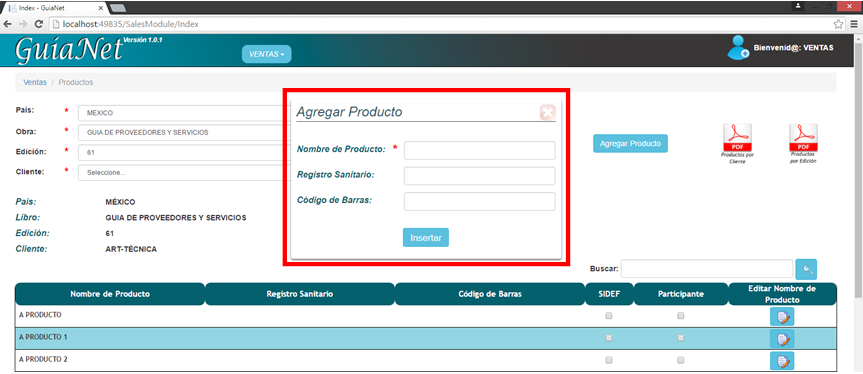 Index - GuiaNet
localhost:49835/SalesModule/Index
GuíaNet Versión 1.0.1
VENTAS
Bienvenid@: VENTAS
Ventas / Productos
País: * MÉXICO
Obra: * GUIA DE PROVEEDORES Y SERVICIOS
Edición: * 61
Cliente: * Seleccione...
Agregar Producto
Nombre de Producto: *
Registro Sanitario:
Código de Barras:
Insertar
Agregar Producto
PDF
Productos por
Cliente
PDF
Productos
por Edición
País: MÉXICO
Libro: GUIA DE PROVEEDORES Y SERVICIOS
Edición: 61
Cliente: ART-TÉCNICA
Buscar:
Nombre de Producto Registro Sanitario Código de Barras SIDEF Participante Editar Nombre de
Producto
A PRODUCTO
A PRODUCTO 1
A PRODUCTO 2